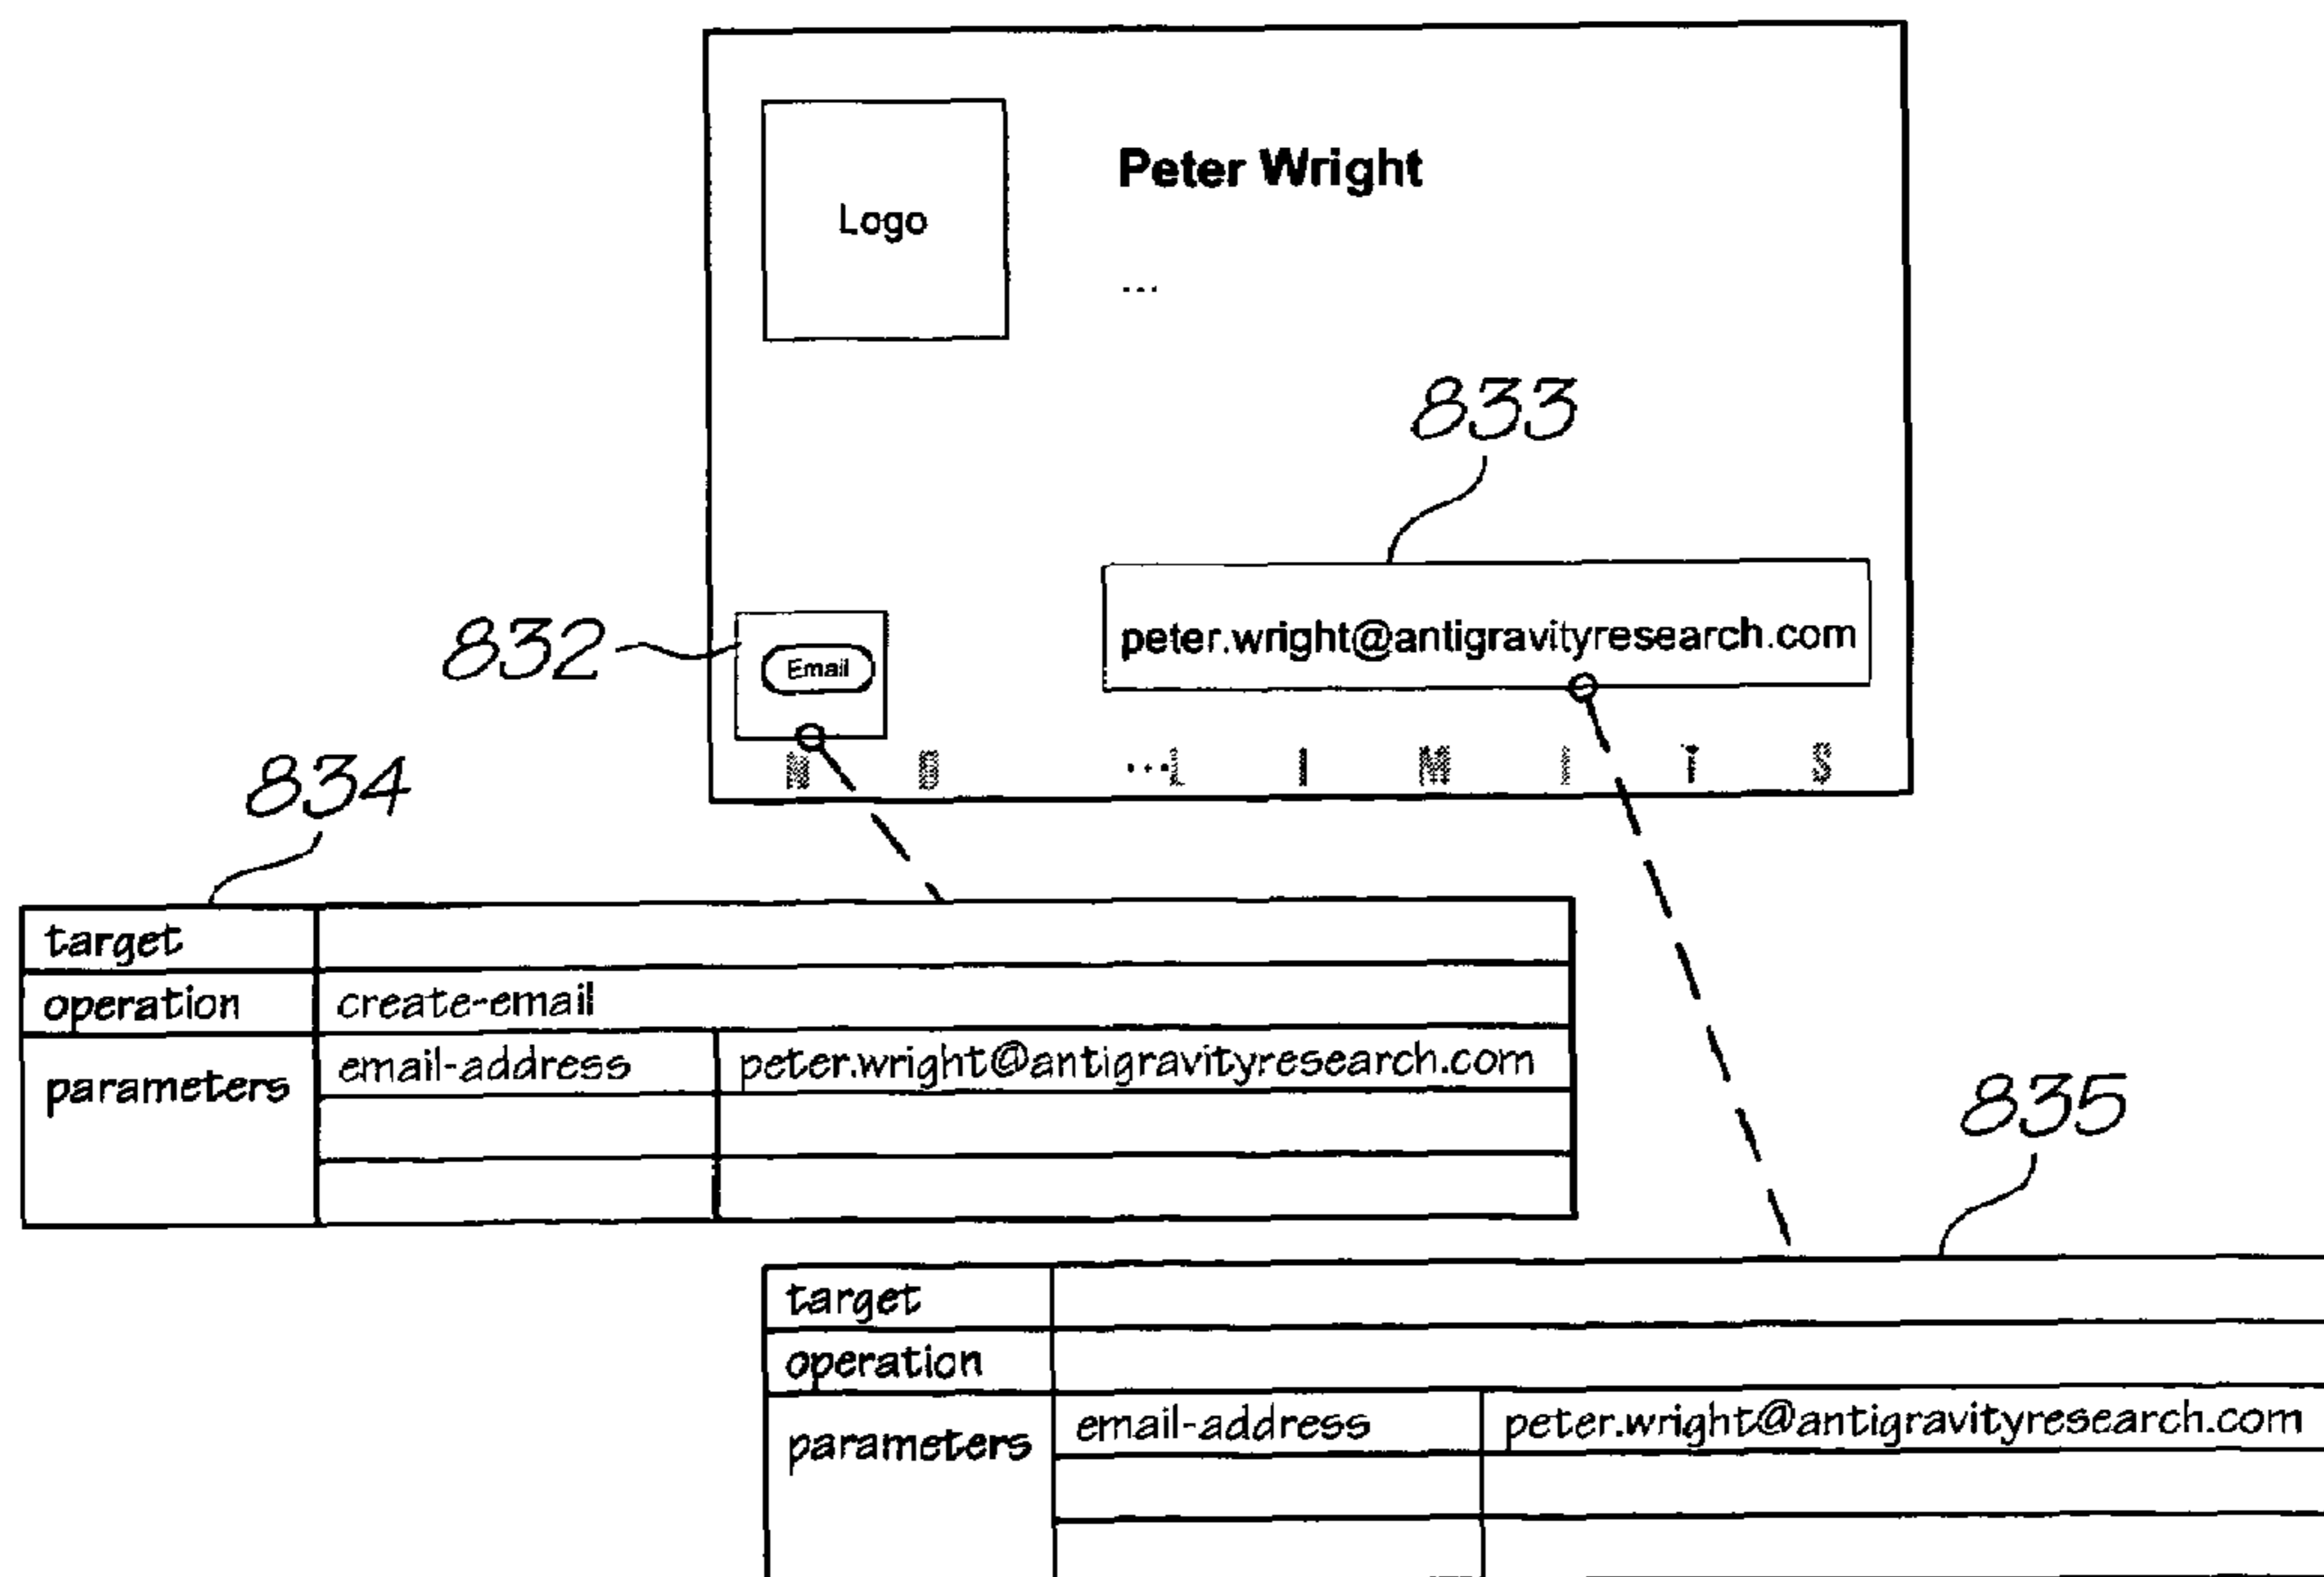 Logo
Peter Wright
...
833
peter.wright@antigravityresearch.com
832
Email
834
target
operation create-email
parameters email-address peter.wright@antigravityresearch.com
835
target
operation
parameters email-address peter.wright@antigravityresearch.com